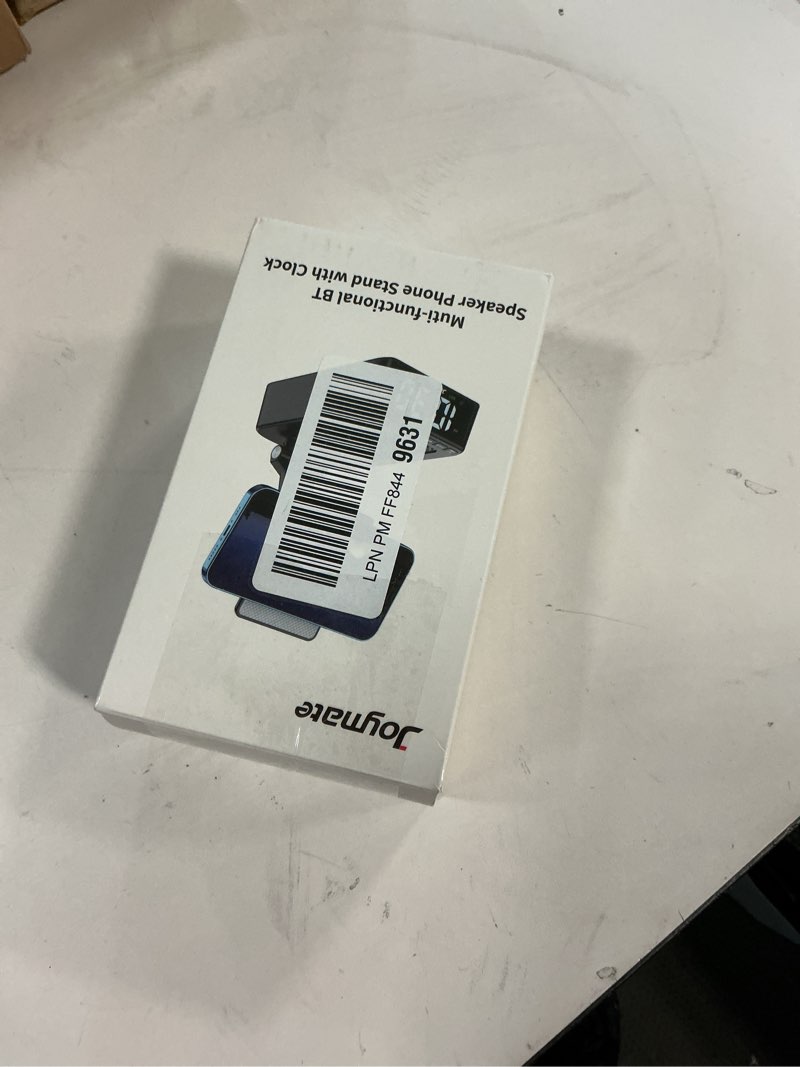 Joymate
LPN PM FF844 9631
Muti-functional BT
Speaker Phone Stand with Clock